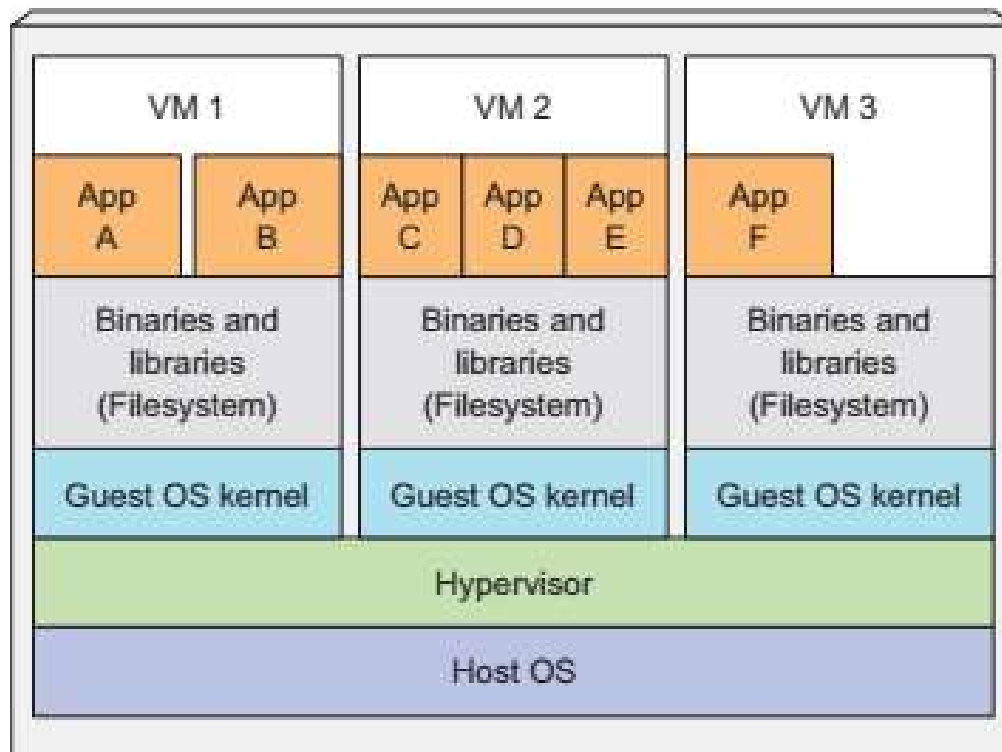 VM 1
App
A
App
B
Binaries and
libraries
(Filesystem)
Guest OS kernel
VM 2
App
C
App
D
App
E
Binaries and
libraries
(Filesystem)
Guest OS kernel
VM 3
App
F
Binaries and
libraries
(Filesystem)
Guest OS kernel
Hypervisor
Host OS